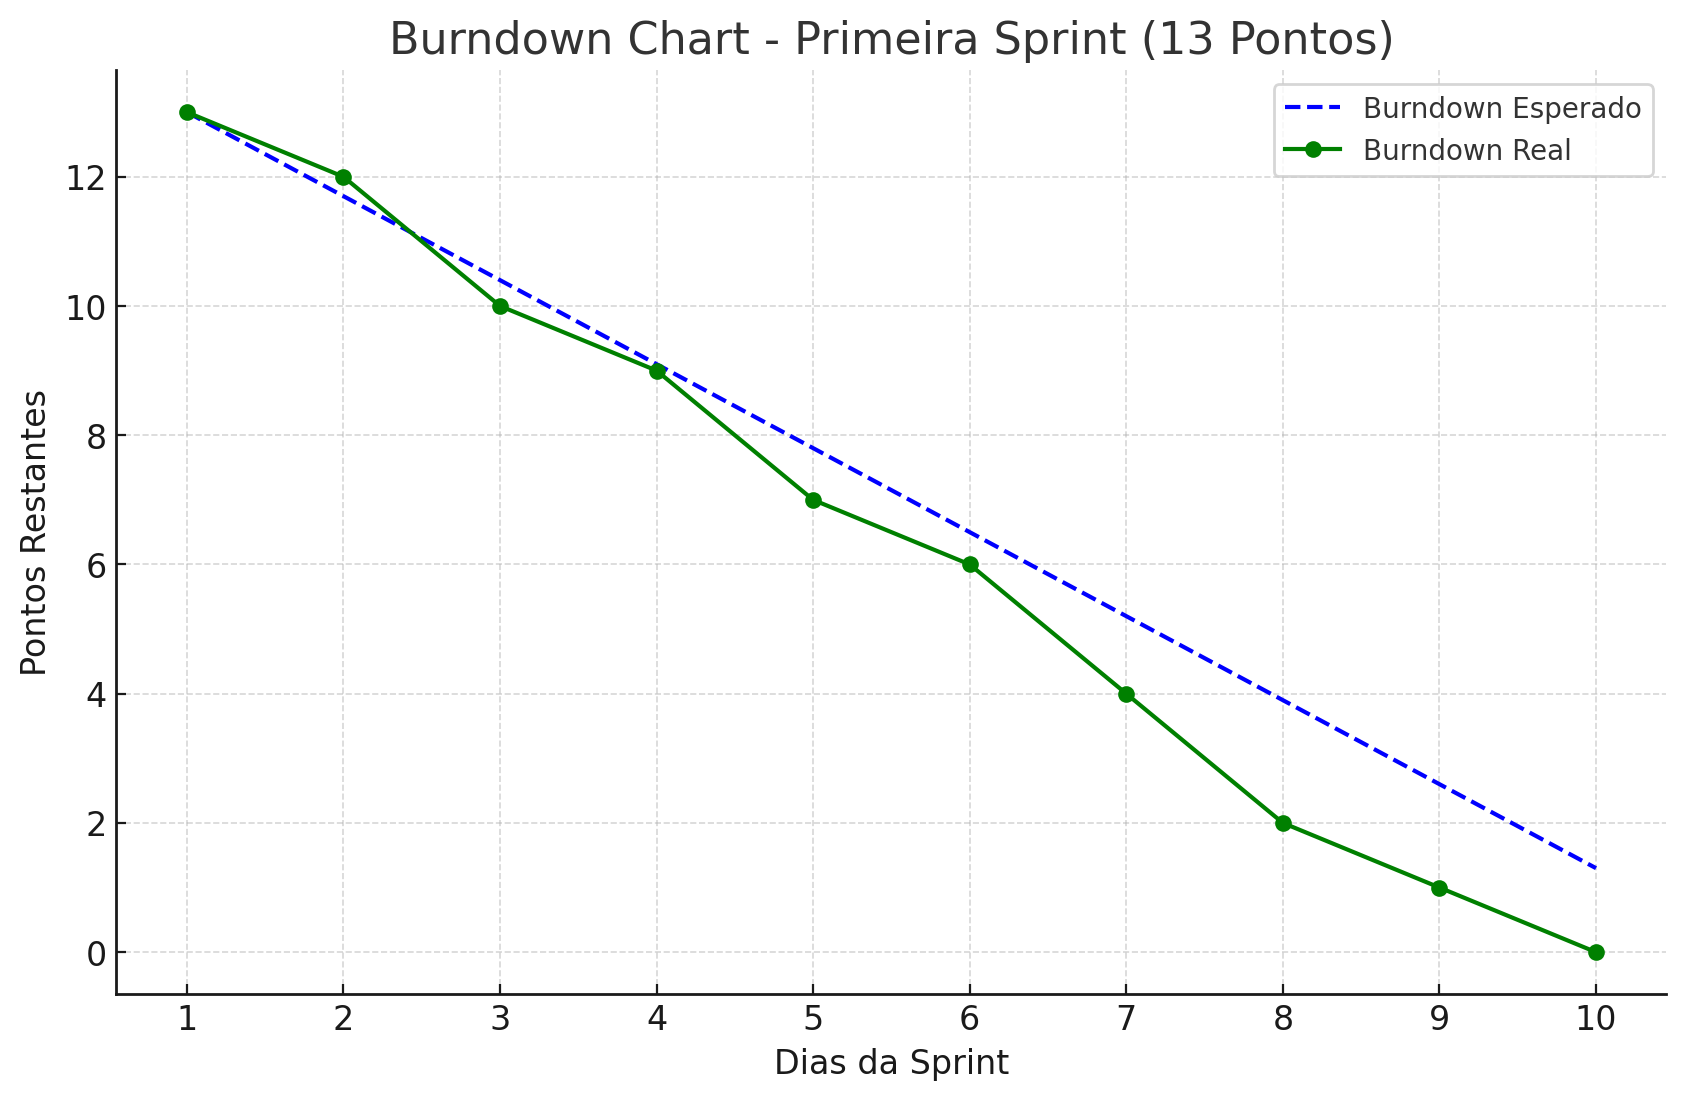 Burndown Chart - Primeira Sprint (13 Pontos)
Burndown Esperado
Burndown Real
Pontos Restantes
12
10
8
6
4
2
0
1 2 3 4 5 6 7 8 9 10
Dias da Sprint